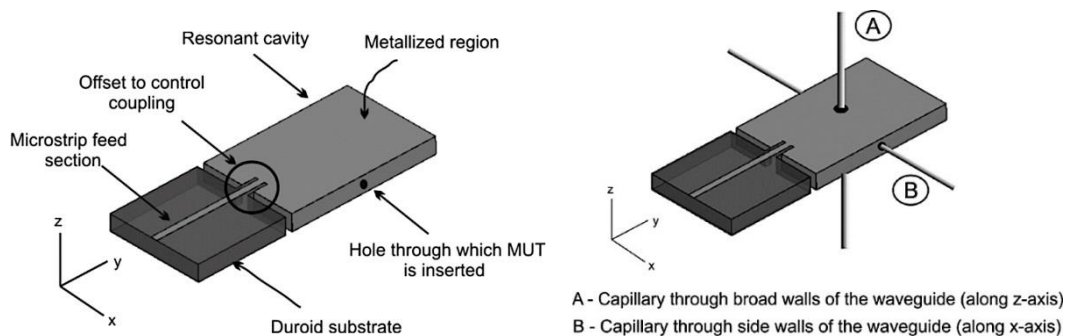 Resonant cavity
Metallized region
Offset to control
coupling
Microstrip feed
section
z
y
x
Hole through which MUT
is inserted
Duroid substrate
A
B
z
y
x
A - Capillary through broad walls of the waveguide (along z-axis)
B - Capillary through side walls of the waveguide (along x-axis)